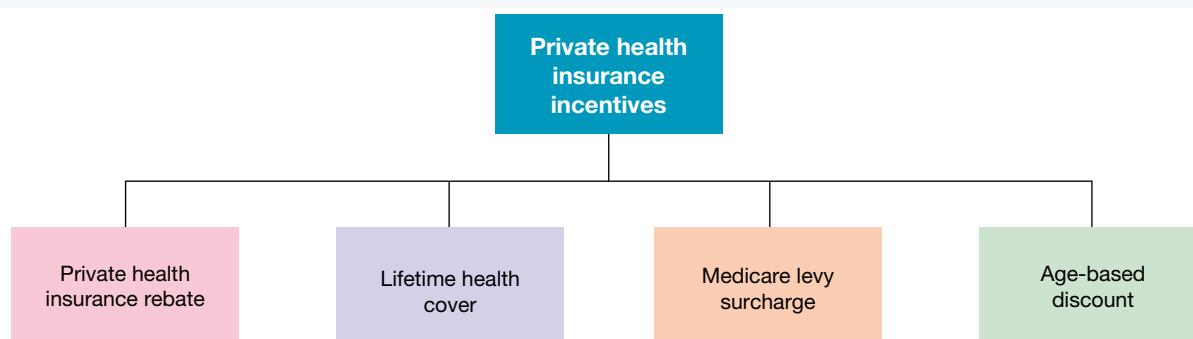 Private health
insurance
incentives
Private health
insurance rebate
Lifetime health
cover
Medicare levy
surcharge
Age-based
discount